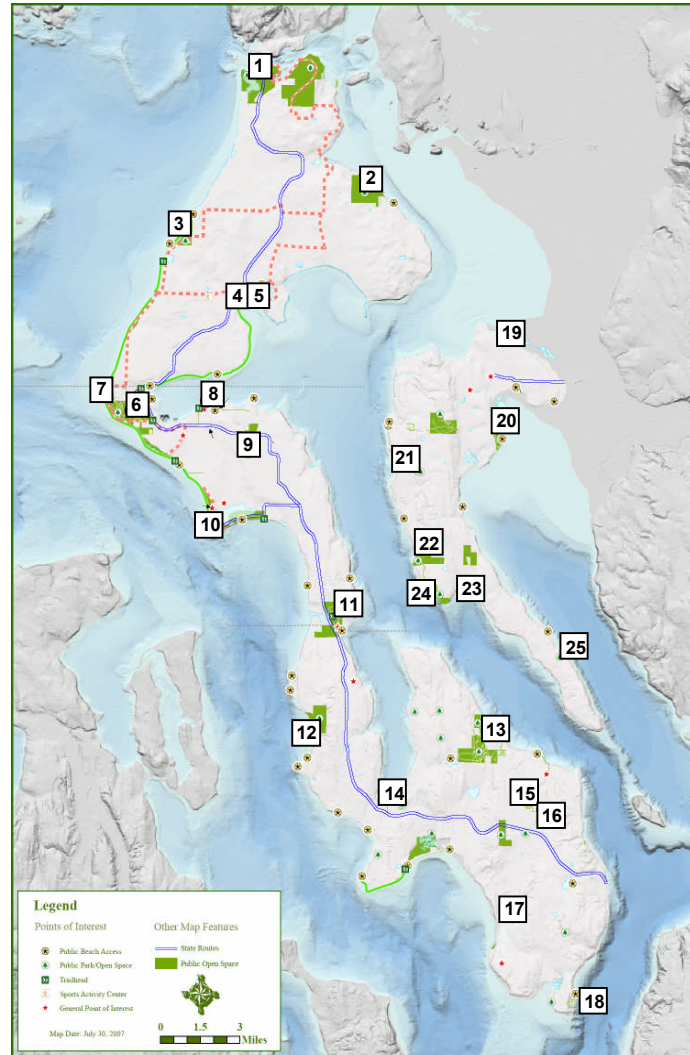 1
2
3
4 5
19
7
6
8
20
9
21
10
22
23
24
11
25
12
13
14
15
16
17
18
Legend
Points of Interest
Public Beach Access
Public Park/Open Space
Trailhead
Sports Activity Center
General Point of Interest
Map Date: July 30, 2007
Other Map Features
State Routes
Public Open Space
0 1.5 3
Miles